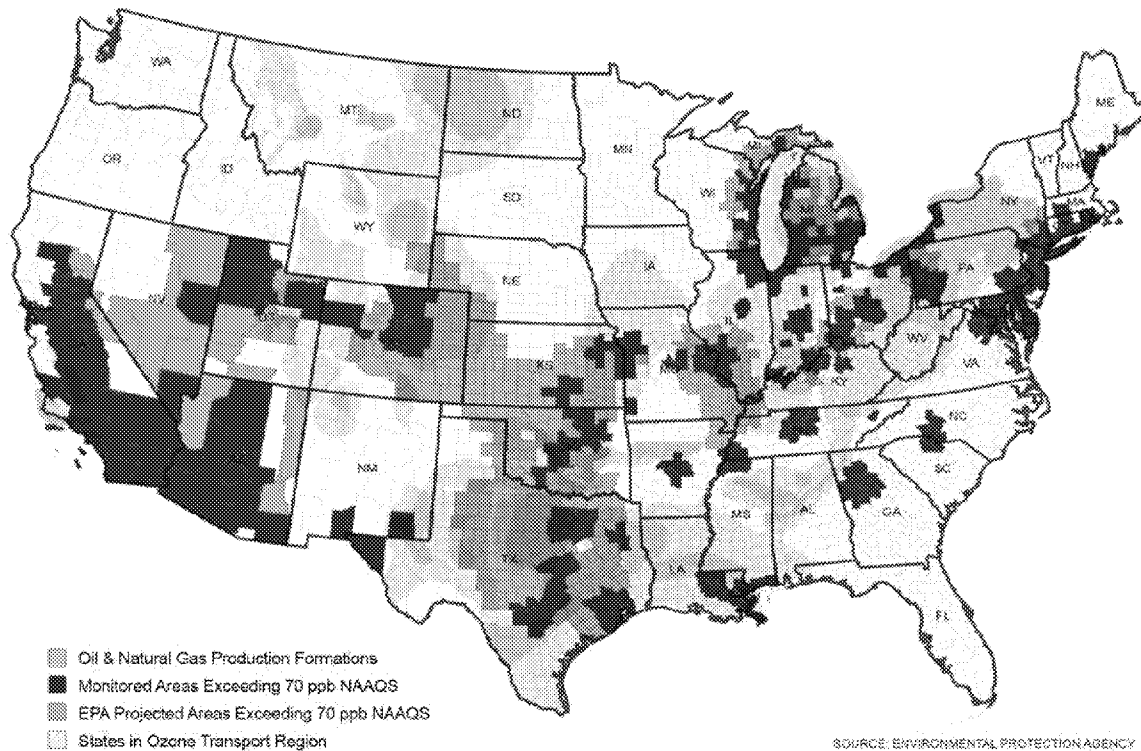 WA
MT
ND
ME
OR
ID
MN
VT
NH
SD
WI
MI
NY
MA
WY
IA
PA
NE
NV
IL
WV
VA
KS
KY
NC
NM
SC
MS
AL
GA
TX
LA
FL
Oil & Natural Gas Production Formations
Monitored Areas Exceeding 70 ppb NAAQS
EPA Projected Areas Exceeding 70 ppb NAAQS
States in Ozone Transport Region
SOURCE: ENVIRONMENTAL PROTECTION AGENCY